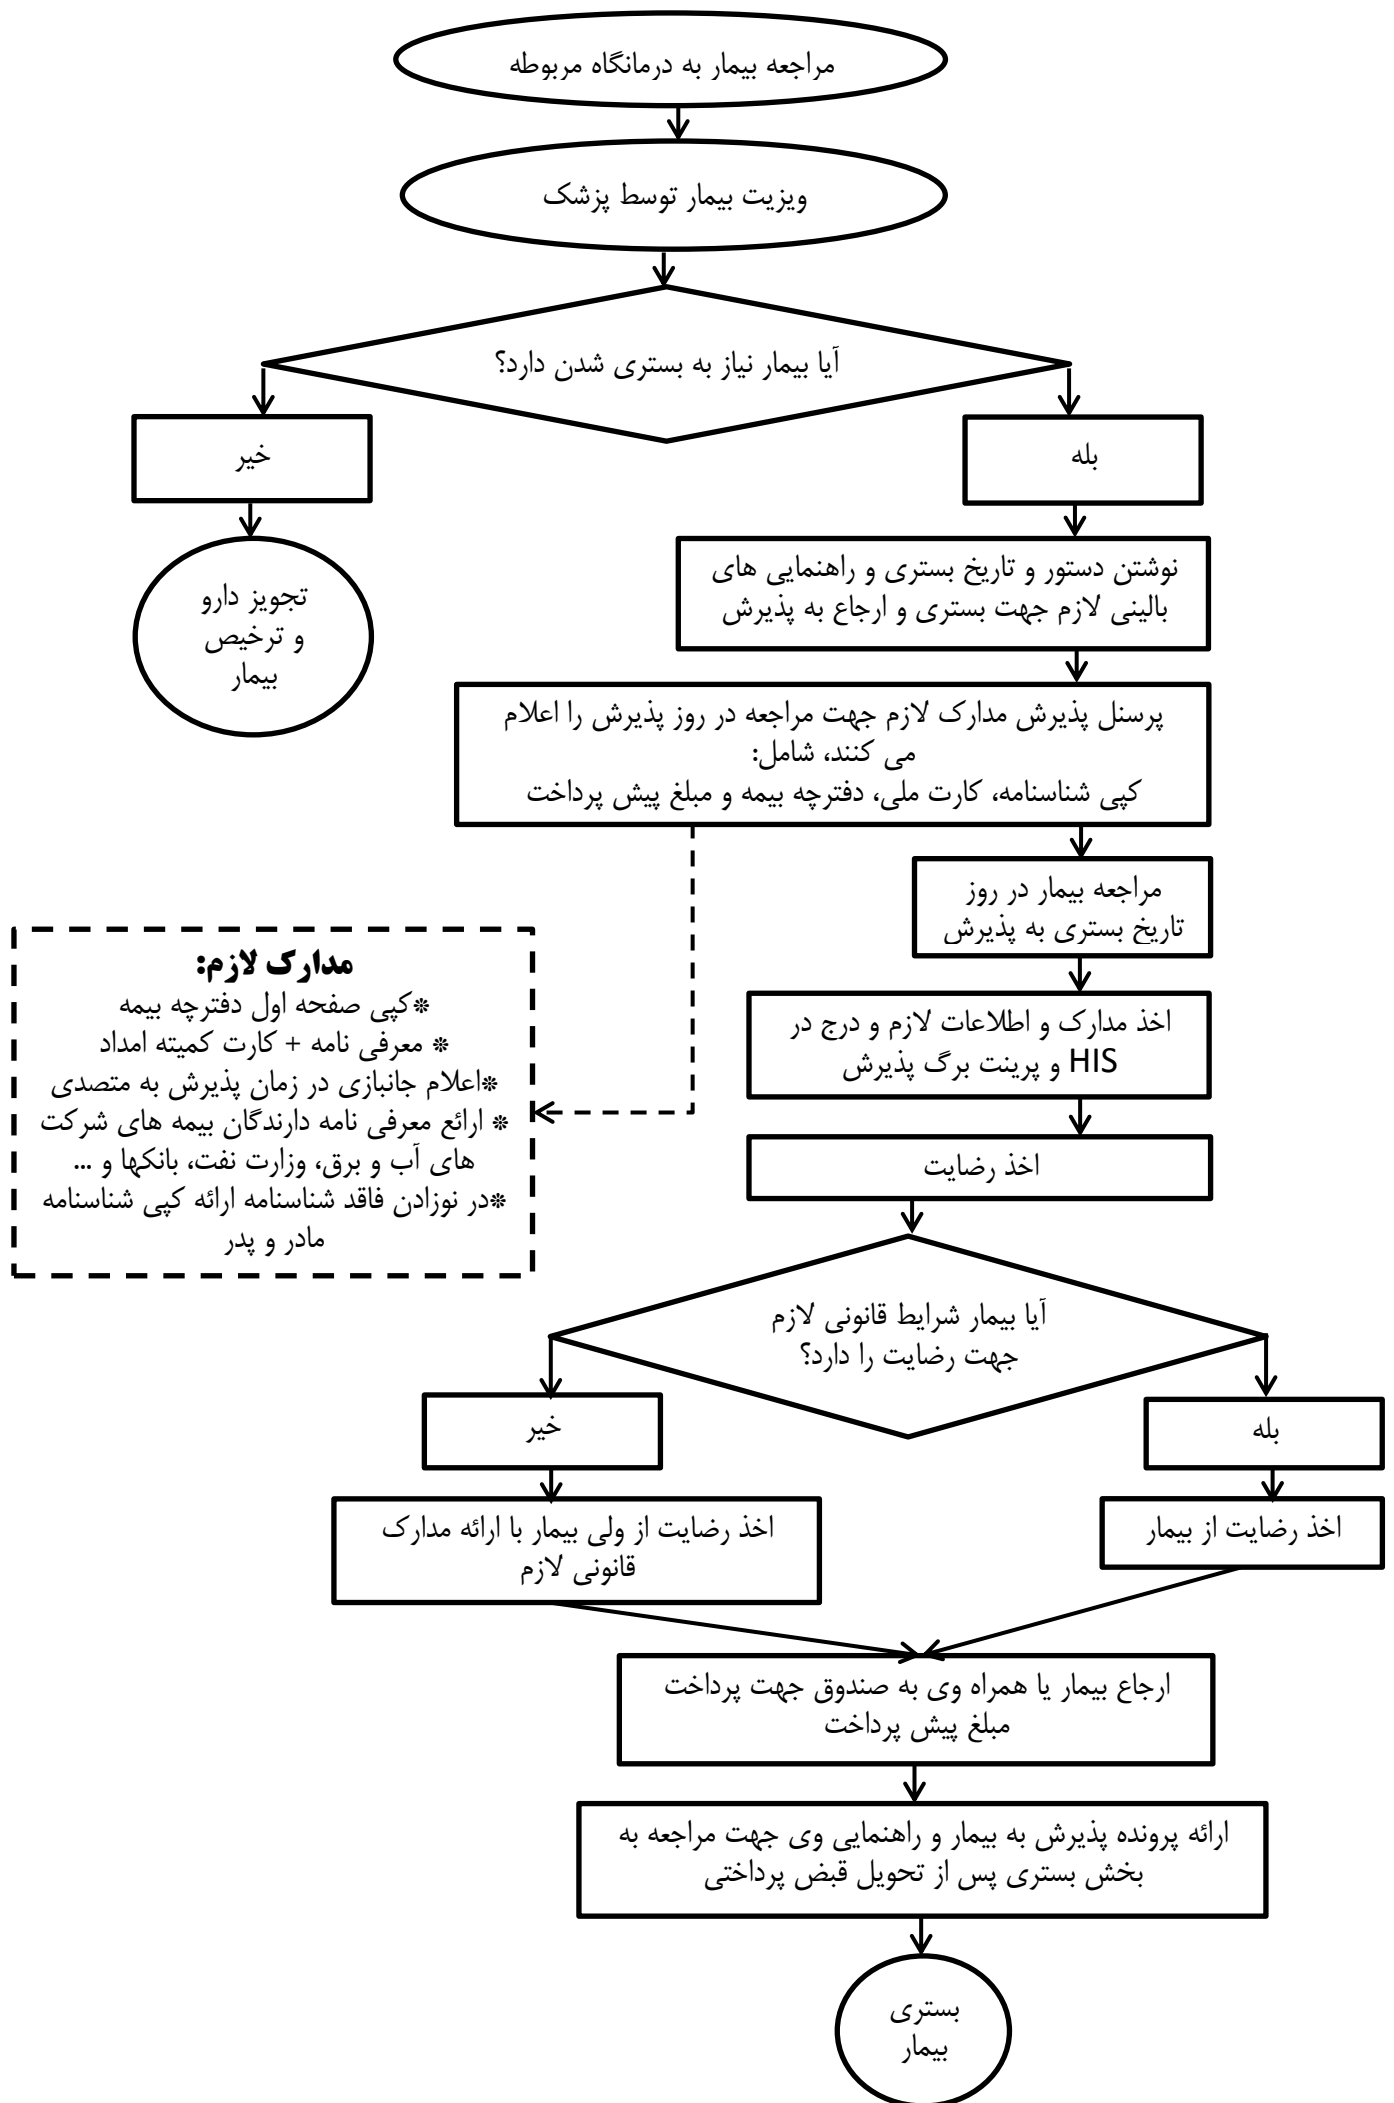 مراجعه بیمار به درمانگاه مربوطه
ویزیت بیمار توسط پزشک
آیا بیمار نیاز به بستری شدن دارد؟
بله
خیر
نوشتن دستور و تاریخ بستری و راهنمایی های
بالینی لازم جهت بستری و ارجاع به پذیرش
تجویز دارو
و ترخیص
بیمار
پرسنل پذیرش مدارک لازم جهت مراجعه در روز پذیرش را اعلام
می کنند، شامل:
کپی شناسنامه، کارت ملی، دفترچه بیمه و مبلغ پیش پرداخت
مراجعه بیمار در روز
تاریخ بستری به پذیرش
مدارک لازم:
*کپی صفحه اول دفترچه بیمه
* معرفی نامه + کارت کمیته امداد
*اعلام جانبازی در زمان پذیرش به متصدی
* ارائع معرفی نامه دارندگان بیمه های شرکت
های آب و برق، وزارت نفت، بانکها و ...
*در نوزادن فاقد شناسنامه ارائه کپی شناسنامه
مادر و پدر
اخذ مدارک و اطلاعات لازم و درج در
HIS و پرینت برگ پذیرش
اخذ رضایت
آیا بیمار شرایط قانونی لازم
جهت رضایت را دارد؟
بله
خیر
اخذ رضایت از بیمار
اخذ رضایت از ولی بیمار با ارائه مدارک
قانونی لازم
ارجاع بیمار یا همراه وی به صندوق جهت پرداخت
مبلغ پیش پرداخت
ارائه پرونده پذیرش به بیمار و راهنمایی وی جهت مراجعه به
بخش بستری پس از تحویل قبض پرداختی
بستری
بیمار